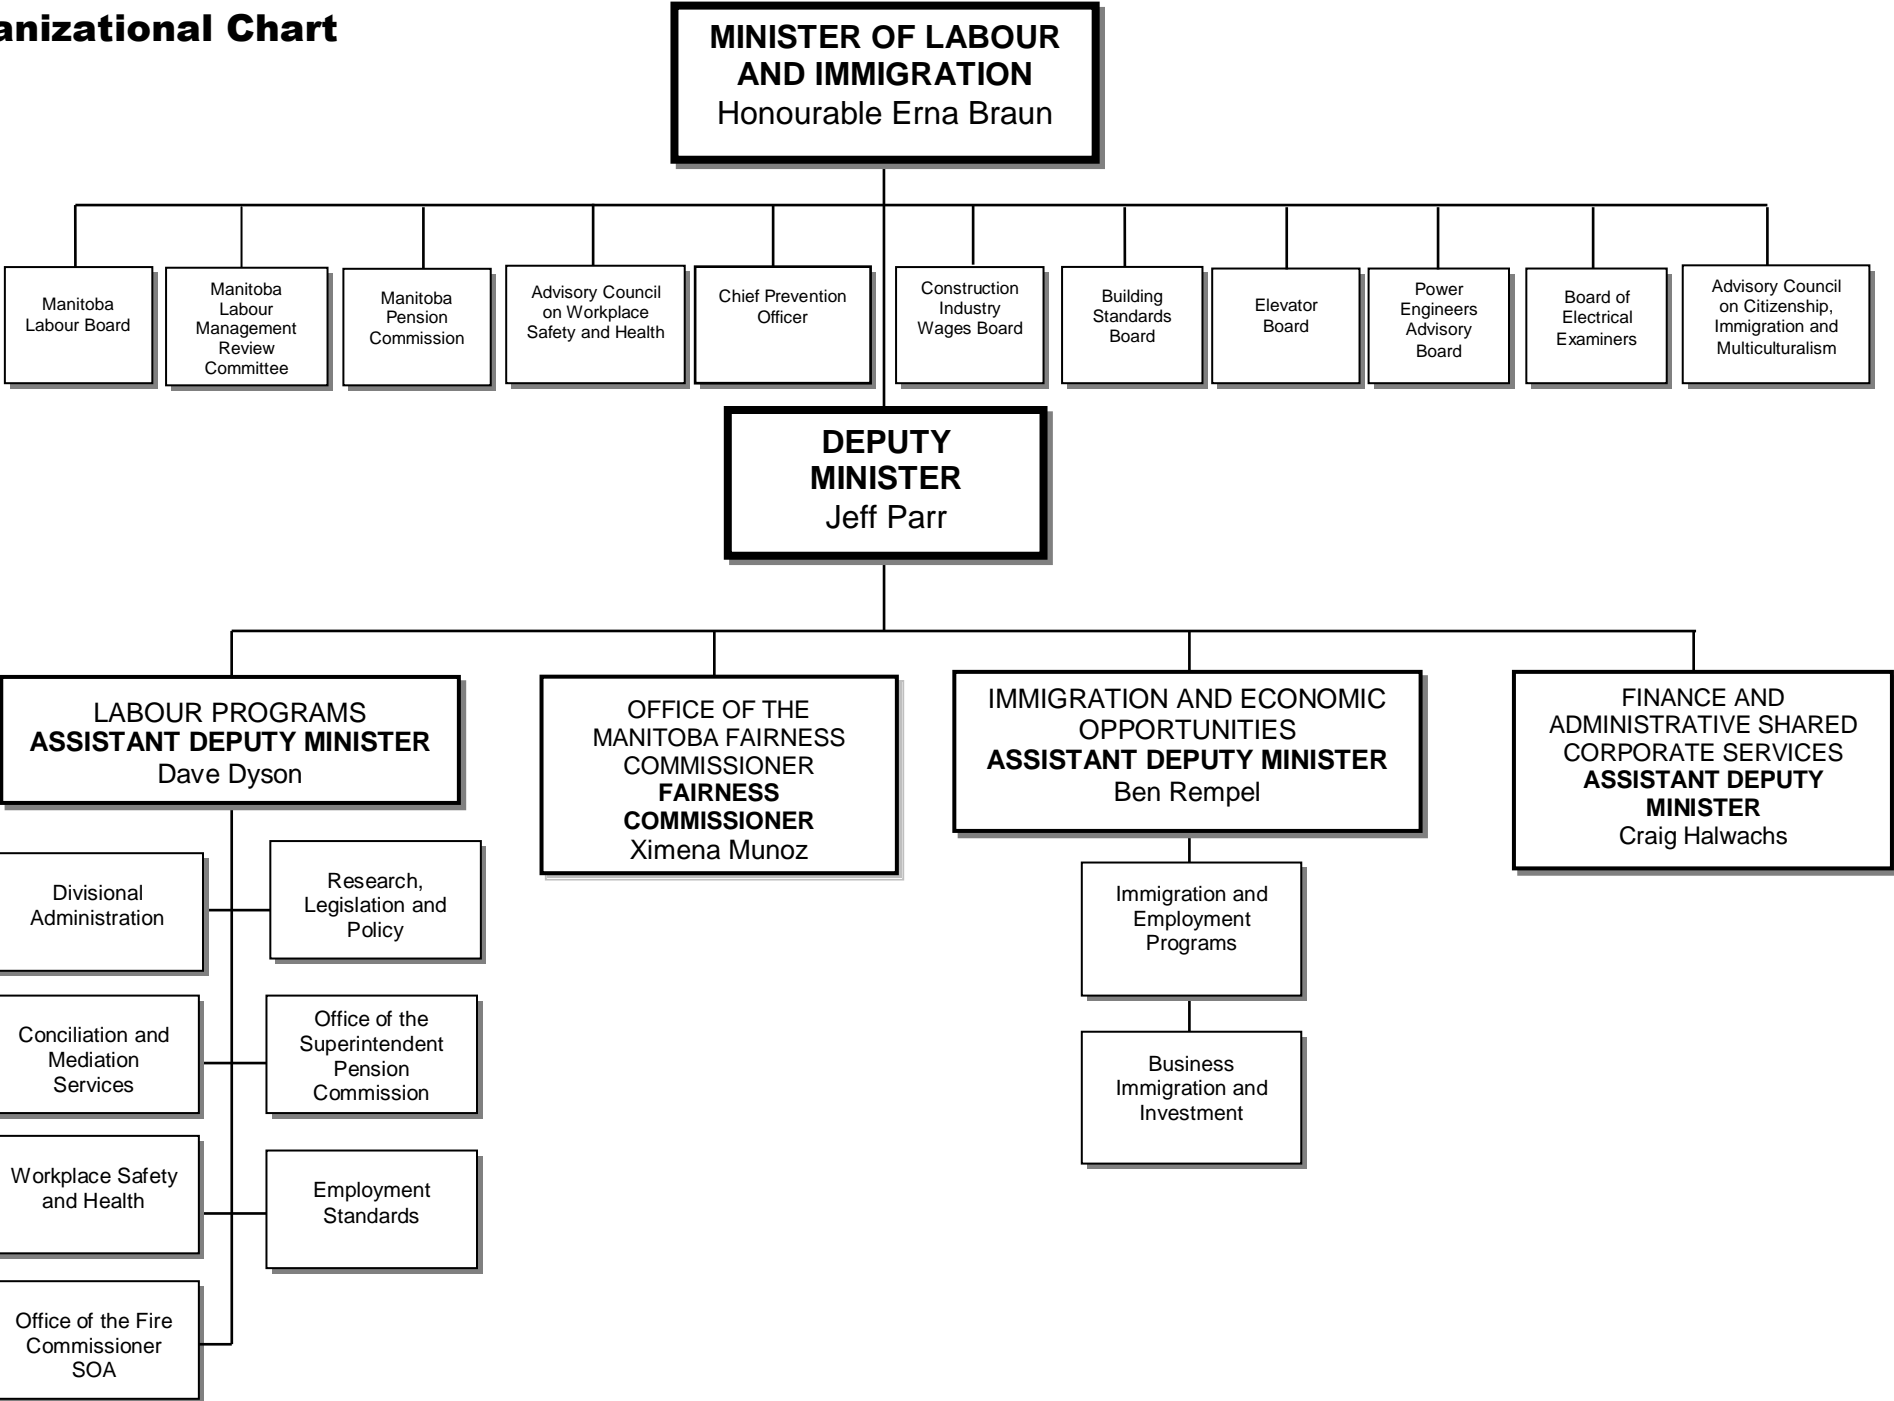 anizational Chart
MINISTER OF LABOUR
AND IMMIGRATION
Honourable Erna Braun
Manitoba
Labour Board
Manitoba
Labour
Management
Review
Committee
Manitoba
Pension
Commission
Advisory Council
on Workplace
Safety and Health
Chief Prevention
Officer
Construction
Industry
Wages Board
Building
Standards
Board
Elevator
Board
Power
Engineers
Advisory
Board
Board of
Electrical
Examiners
Advisory Council
on Citizenship,
Immigration and
Multiculturalism
DEPUTY
MINISTER
Jeff Parr
LABOUR PROGRAMS
ASSISTANT DEPUTY MINISTER
Dave Dyson
OFFICE OF THE
MANITOBA FAIRNESS
COMMISSIONER
FAIRNESS
COMMISSIONER
Ximena Munoz
IMMIGRATION AND ECONOMIC
OPPORTUNITIES
ASSISTANT DEPUTY MINISTER
Ben Rempel
FINANCE AND
ADMINISTRATIVE SHARED
CORPORATE SERVICES
ASSISTANT DEPUTY
MINISTER
Craig Halwachs
Divisional
Administration
Research,
Legislation and
Policy
Immigration and
Employment
Programs
Conciliation and
Mediation
Services
Office of the
Superintendent
Pension
Commission
Business
Immigration and
Investment
Workplace Safety
and Health
Employment
Standards
Office of the Fire
Commissioner
SOA